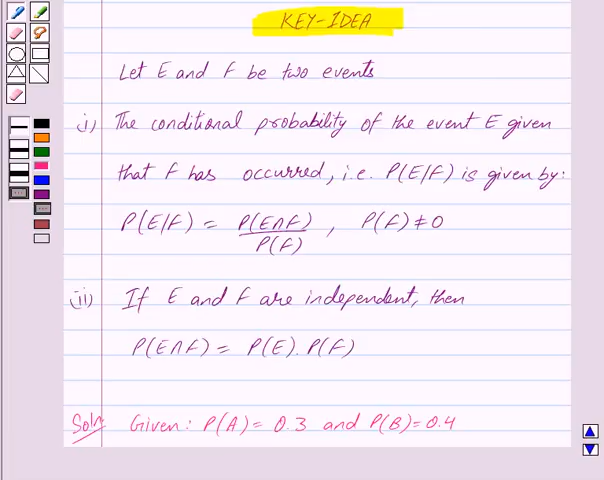 KEY-IDEA
Let E and F be two events
i) The conditional probability of the event E given
that F has occurred, i.e. P(E/F) is given by:
P(E/F) = P(E∩F)/P(F) , P(F) ≠ 0
ii) If E and F are independent, then
P(E∩F) = P(E). P(F)
Soln Given: P(A) = 0.3 and P(B) = 0.4